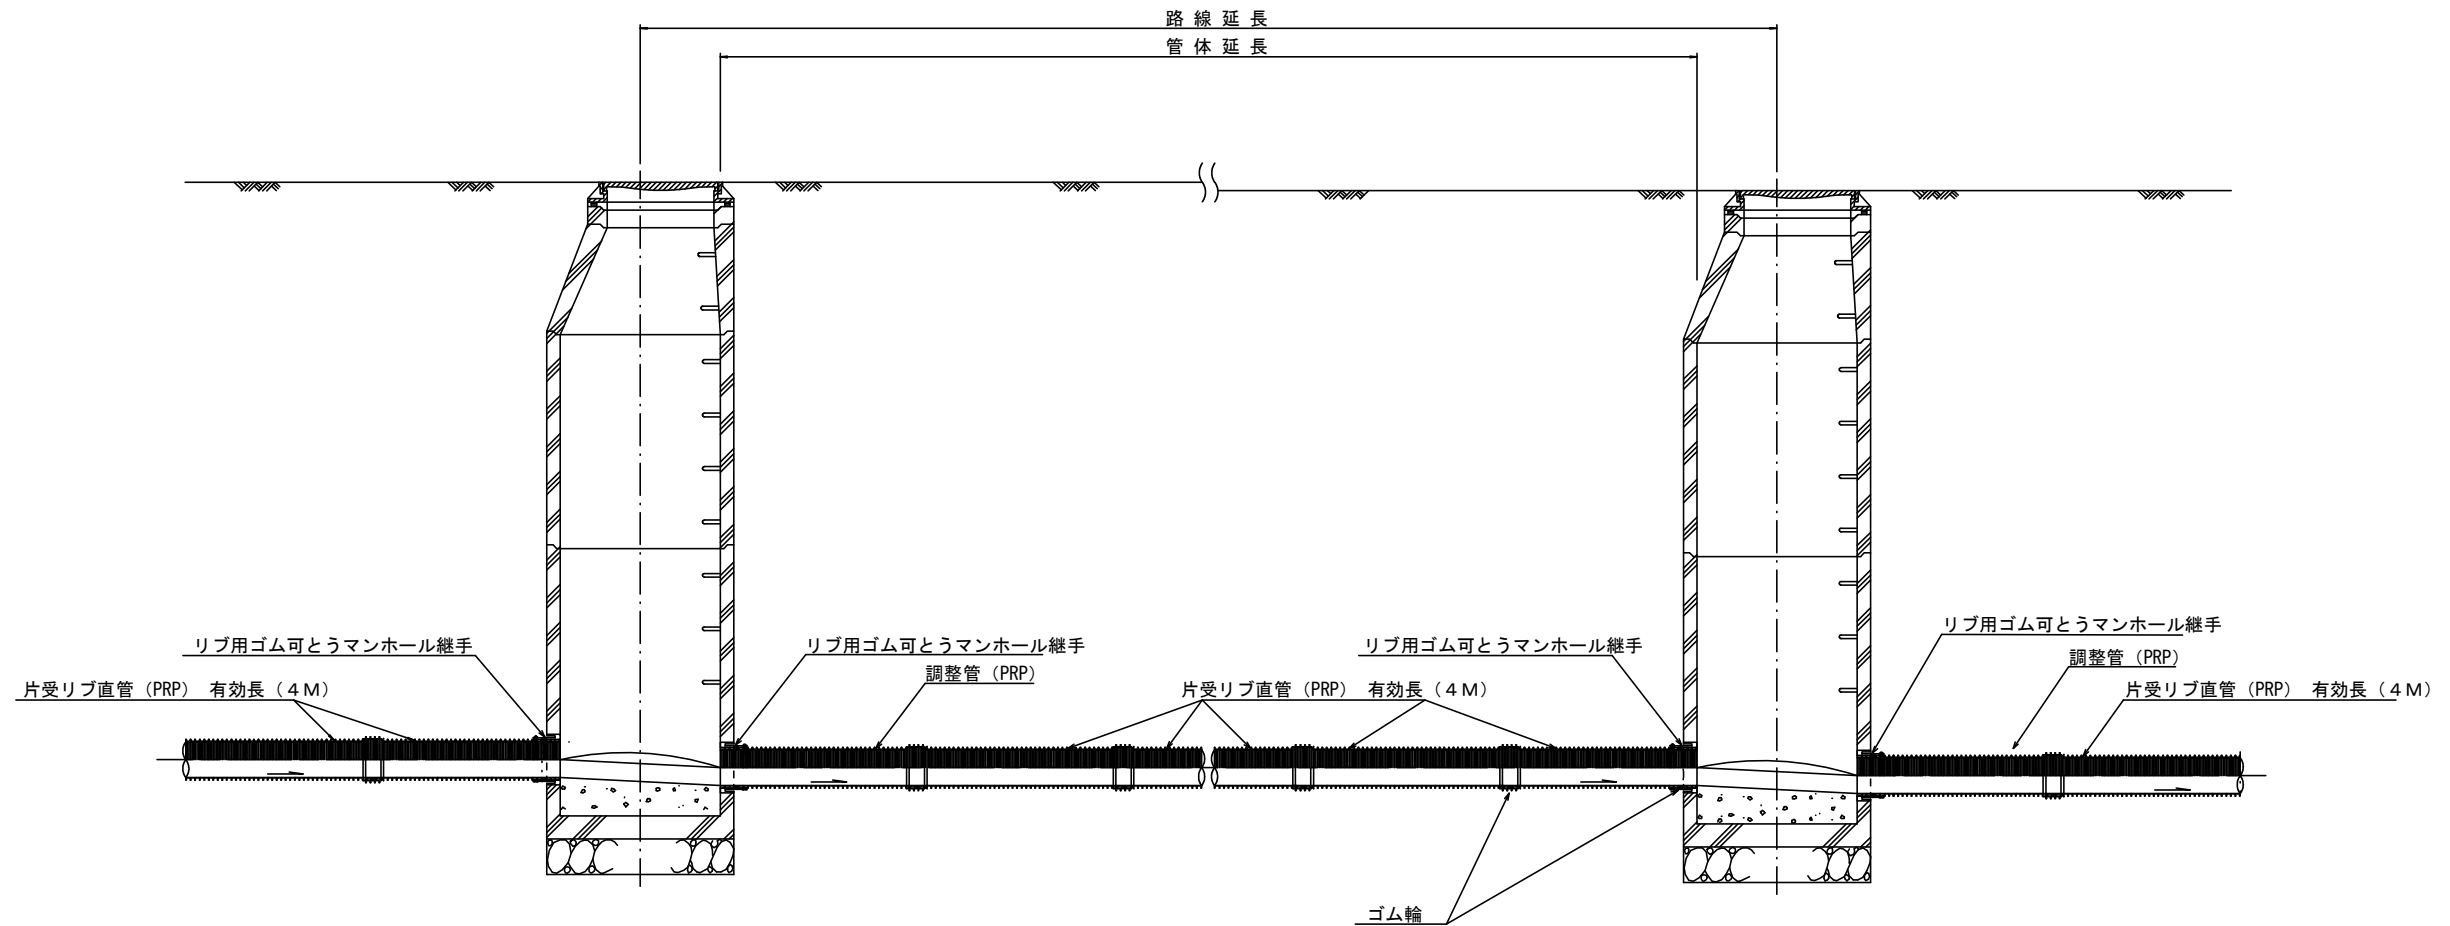 路 線 延 長
管 体 延 長
リブ用ゴム可とうマンホール継手
リブ用ゴム可とうマンホール継手
リブ用ゴム可とうマンホール継手
リブ用ゴム可とうマンホール継手
調整管（PRP）
調整管（PRP）
片受リブ直管（PRP） 有効長（４Ｍ）
片受リブ直管（PRP） 有効長（４Ｍ）
片受リブ直管（PRP） 有効長（４Ｍ）
ゴム輪